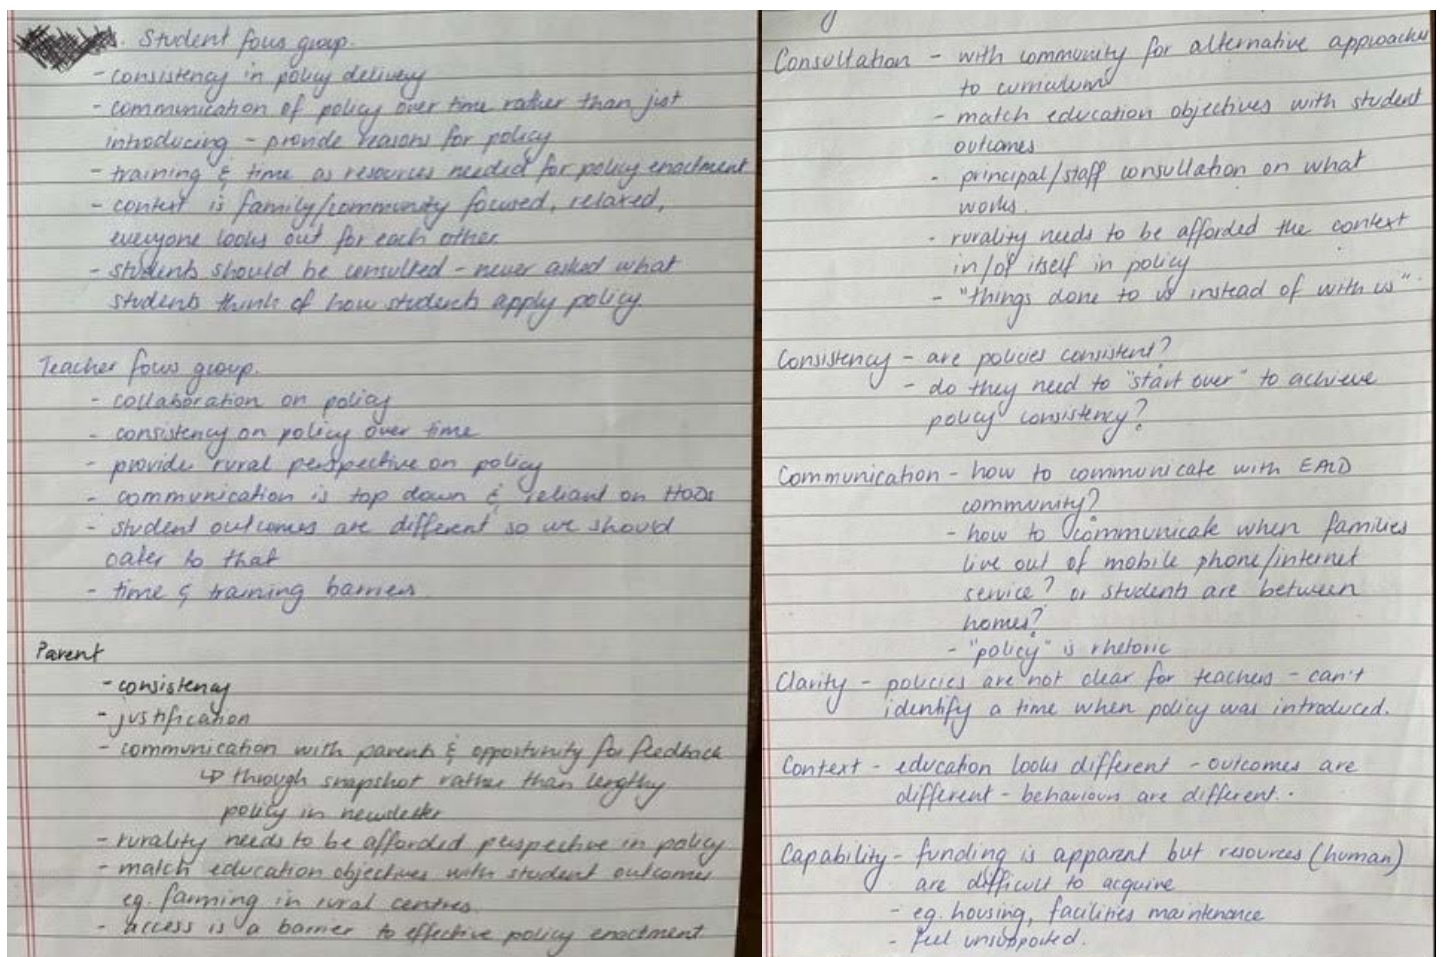 Student focus group.
- consistency in policy delivery
- communication of policy over time rather than just
introducing - provide reasons for policy
- training & time as resources needed for policy enactment
- context is family/community focused, relaxed,
everyone looks out for each other
- students should be consulted - never asked what
students think of how students apply policy.
Teacher focus group.
- collaboration on policy
- consistency on policy over time
- provide rural perspective on policy
- communication is top down & reliant on HoDs
- student outcomes are different so we should
cater to that
- time & training barriers.
Parent
- consistency
- justification
- communication with parents & opportunity for feedback
↳ through snapshot rather than lengthy
policy in newsletter
- rurality needs to be afforded perspective in policy
- match education objectives with student outcomes
eg. farming in rural centres.
- access is a barrier to effective policy enactment.
Consultation - with community for alternative approaches
to curriculum
- match education objectives with student
outcomes
- principal/staff consultation on what
works.
- rurality needs to be afforded the context
in/of itself in policy
- "things done to us instead of with us".
Consistency - are policies consistent?
- do they need to "start over" to achieve
policy consistency?
Communication - how to communicate with EALD
community?
- how to communicate when families
live out of mobile phone/internet
service? or students are between
homes?
- "policy" is rhetoric
Clarity - policies are not clear for teachers - can't
identify a time when policy was introduced.
Context - education looks different - outcomes are
different - behaviours are different.
Capability - funding is apparent but resources (human)
are difficult to acquire
- eg. housing, facilities maintenance
- feel unsupported.